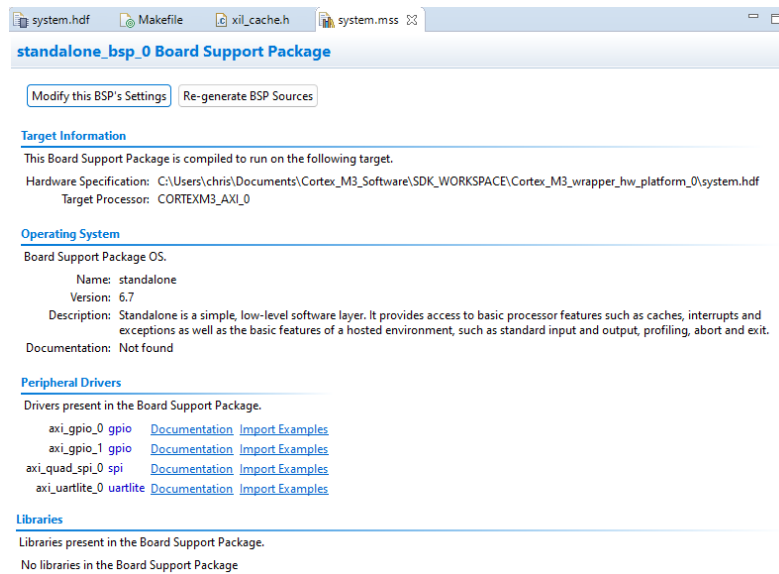 system.hdf Makefile xil_cache.h system.mss
standalone_bsp_0 Board Support Package
Modify this BSP's Settings Re-generate BSP Sources
Target Information
This Board Support Package is compiled to run on the following target.
Hardware Specification: C:\Users\chris\Documents\Cortex_M3_Software\SDK_WORKSPACE\Cortex_M3_wrapper_hw_platform_0\system.hdf
Target Processor: CORTEXM3_AXI_0
Operating System
Board Support Package OS.
Name: standalone
Version: 6.7
Description: Standalone is a simple, low-level software layer. It provides access to basic processor features such as caches, interrupts and
exceptions as well as the basic features of a hosted environment, such as standard input and output, profiling, abort and exit.
Documentation: Not found
Peripheral Drivers
Drivers present in the Board Support Package.
axi_gpio_0 gpio Documentation Import Examples
axi_gpio_1 gpio Documentation Import Examples
axi_quad_spi_0 spi Documentation Import Examples
axi_uartlite_0 uartlite Documentation Import Examples
Libraries
Libraries present in the Board Support Package.
No libraries in the Board Support Package